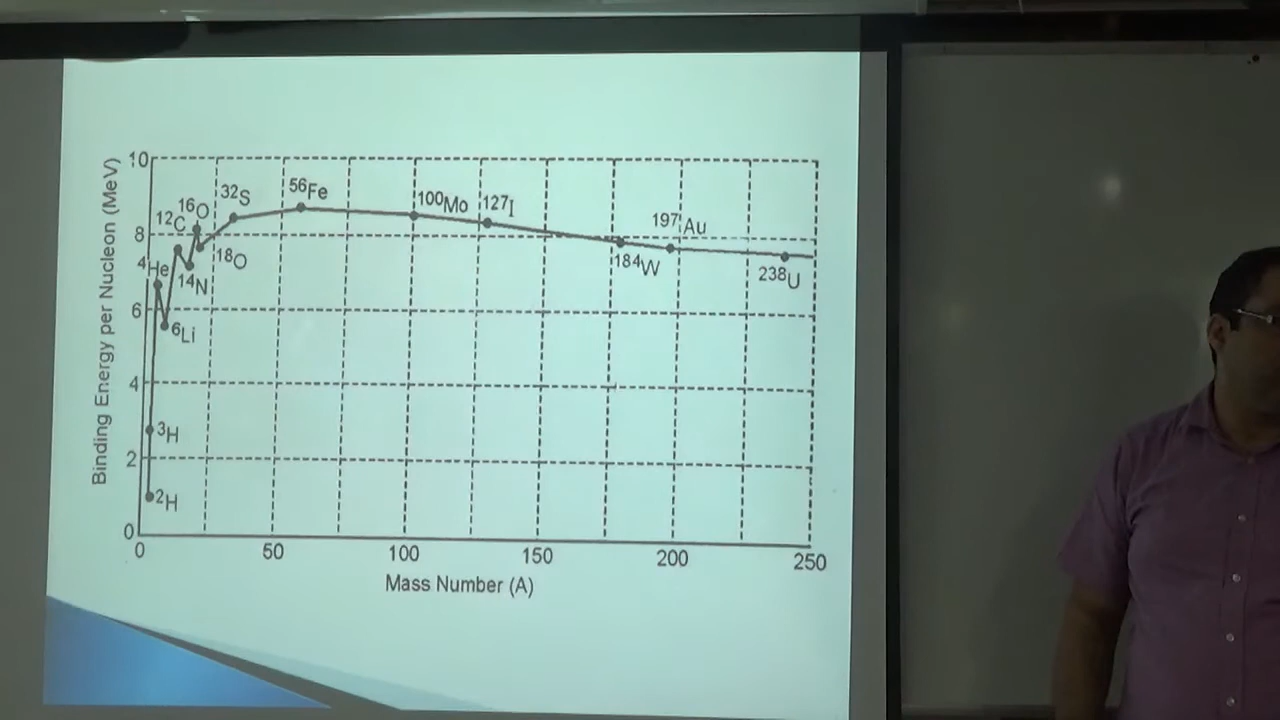 Binding Energy per Nucleon (MeV)
10
8
6
4
2
0
0 50 100 150 200 250
Mass Number (A)
2H
3H
4He
6Li
12C
14N
16O
18O
32S
56Fe
100Mo
127I
184W
197Au
238U